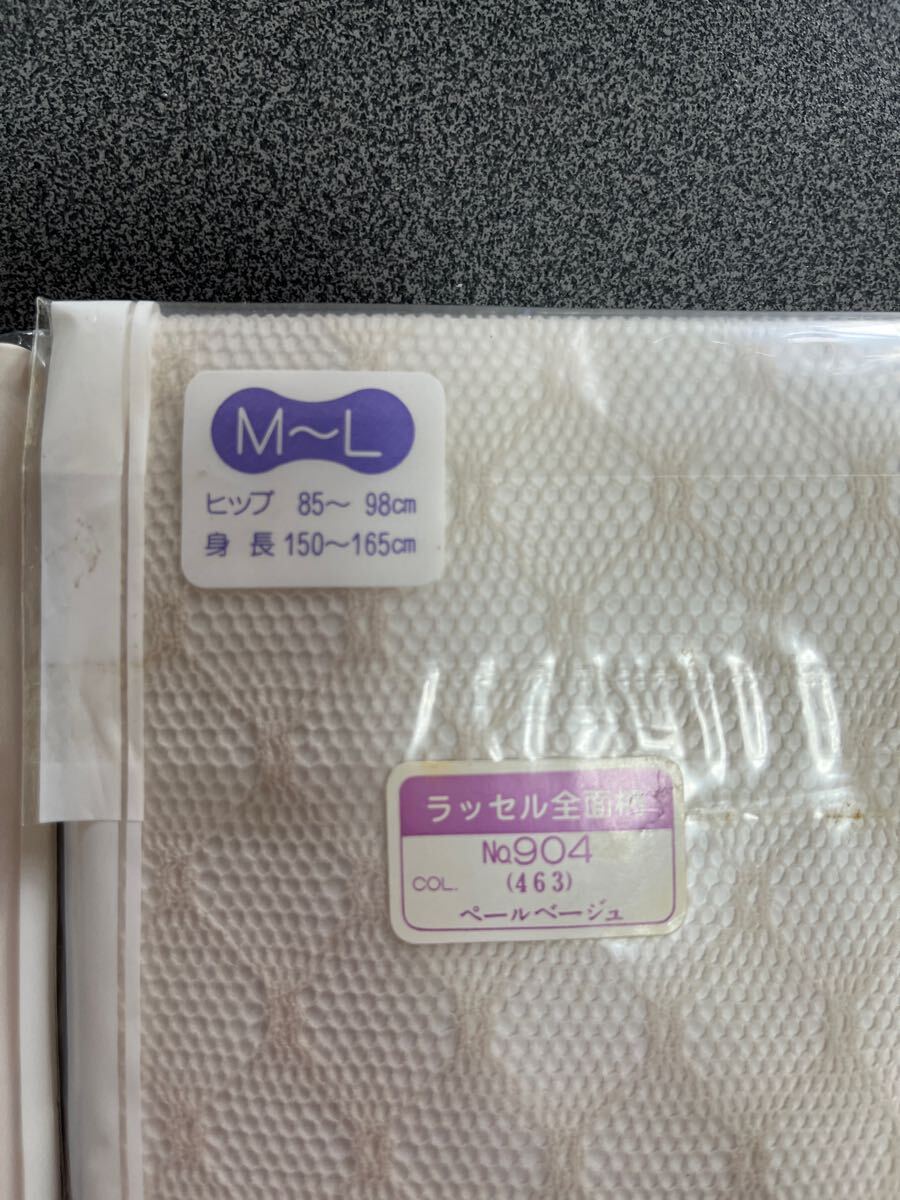 M～L
ヒップ 85～ 98cm
身 長 150～165cm
ラッセル全面柄
No.904
COL. (463)
ペールベージュ